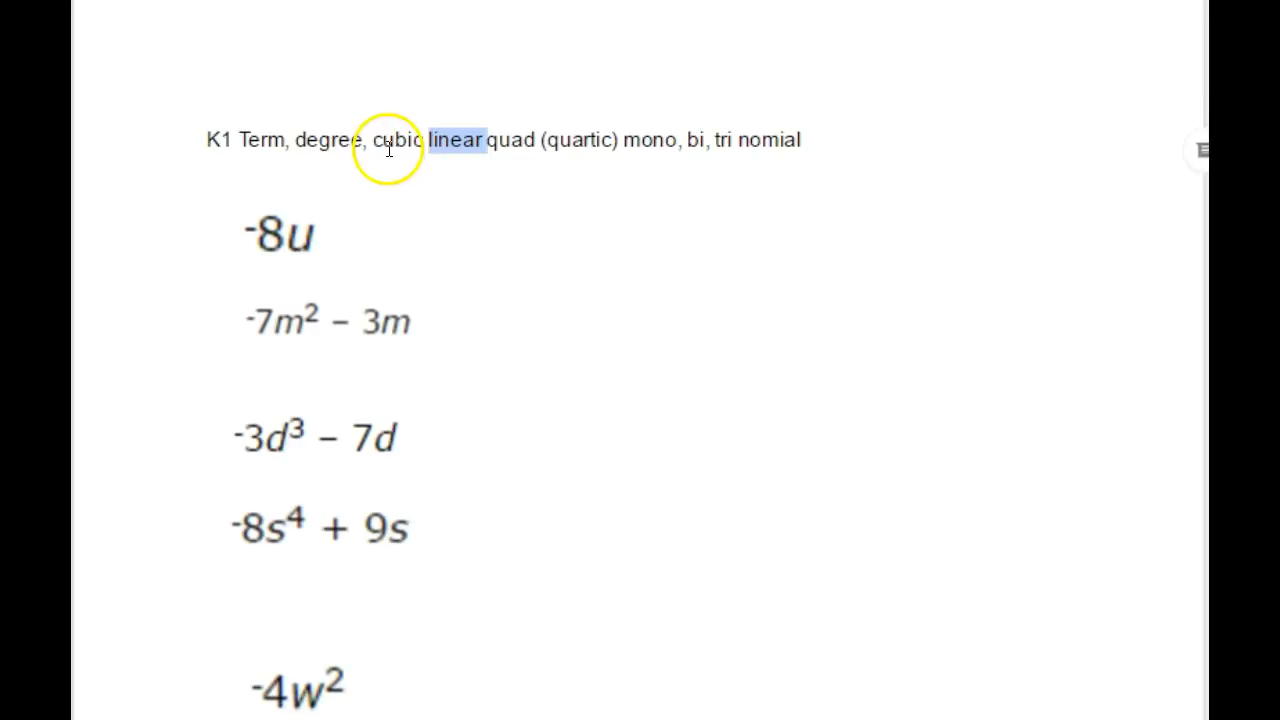 K1 Term, degree, cubic linear quad (quartic) mono, bi, tri nomial
-8u
-7m² – 3m
-3d³ – 7d
-8s⁴ + 9s
-4w²